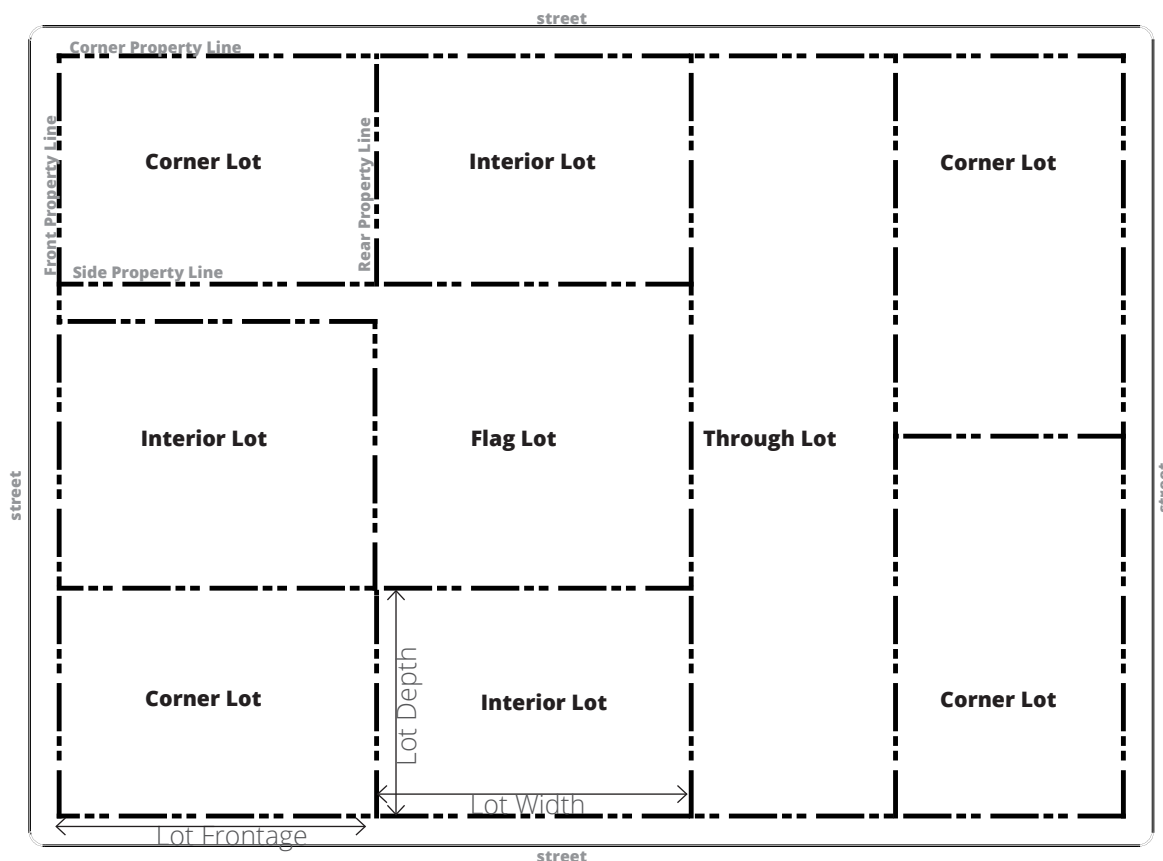 street
Corner Property Line
Front Property Line
Corner Lot
Rear Property Line
Interior Lot
Corner Lot
Side Property Line
Interior Lot
Flag Lot
Through Lot
street
street
Corner Lot
Lot Depth
Interior Lot
Corner Lot
Lot Width
Lot Frontage
street